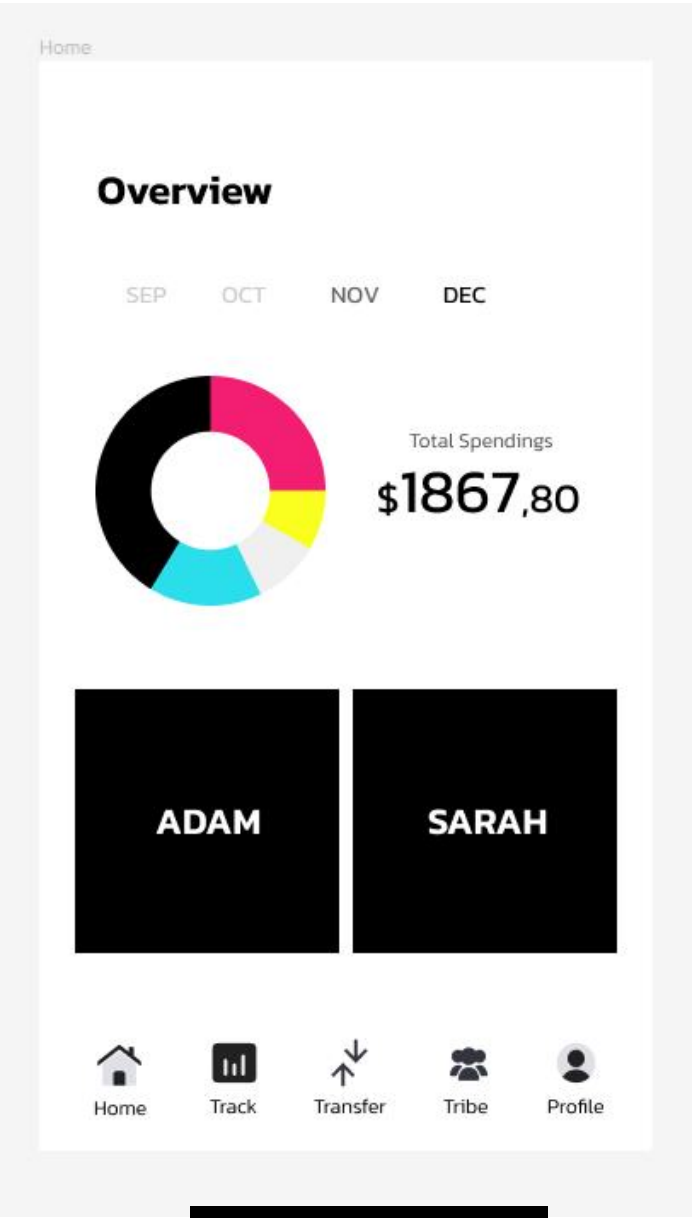 Home
Overview
SEP OCT NOV DEC
Total Spendings
$1867,80
ADAM SARAH
Home Track Transfer Tribe Profile